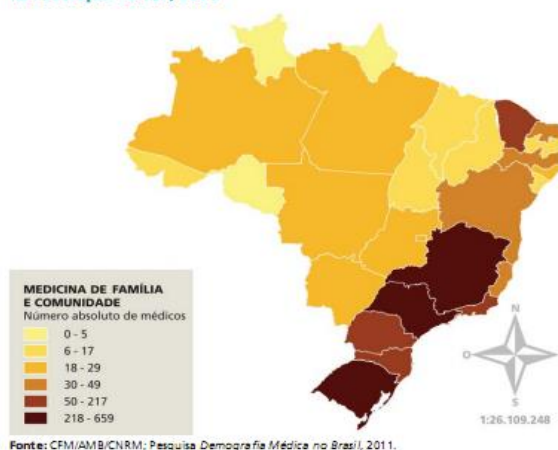 MEDICINA DE FAMÍLIA
E COMUNIDADE
Número absoluto de médicos
0 - 5
6 - 17
18 - 29
30 - 49
50 - 217
218 - 659
N
O
S
1:26.109.248
Fonte: CFM/AMB/CNRM; Pesquisa Demografia Médica no Brasil, 2011.